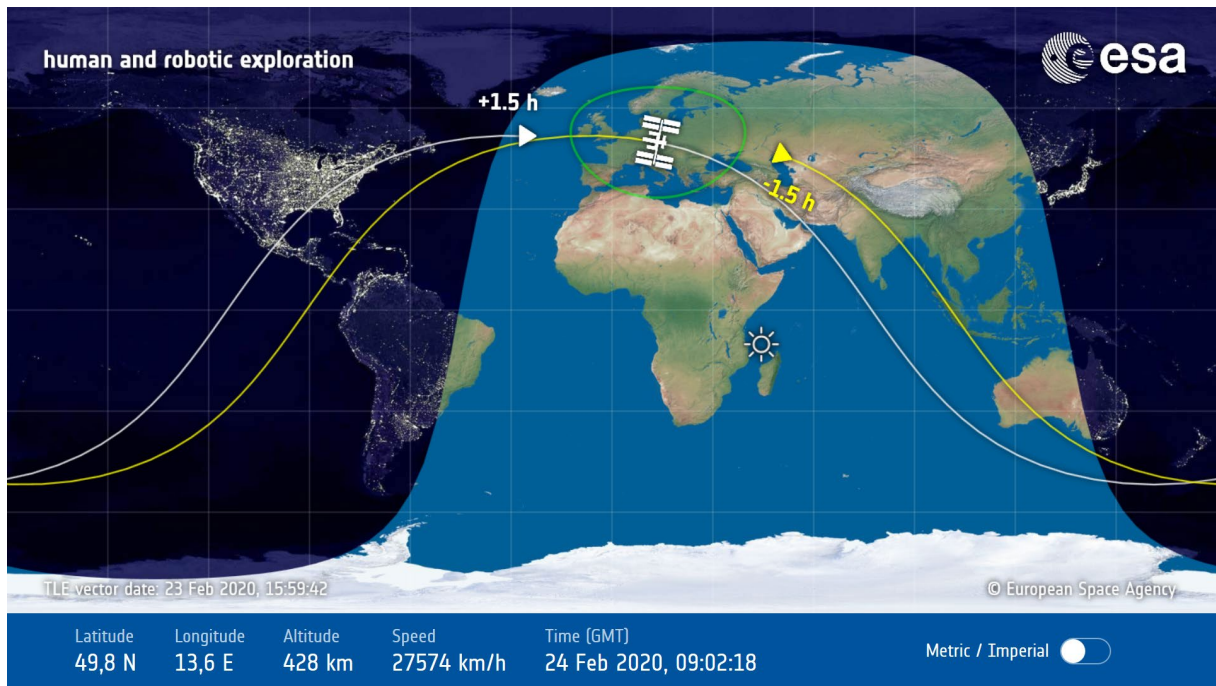 human and robotic exploration
esa
+1.5 h
-1.5 h
TLE vector date: 23 Feb 2020, 15:59:42
© European Space Agency
Latitude Longitude Altitude Speed Time (GMT)
49,8 N 13,6 E 428 km 27574 km/h 24 Feb 2020, 09:02:18
Metric / Imperial